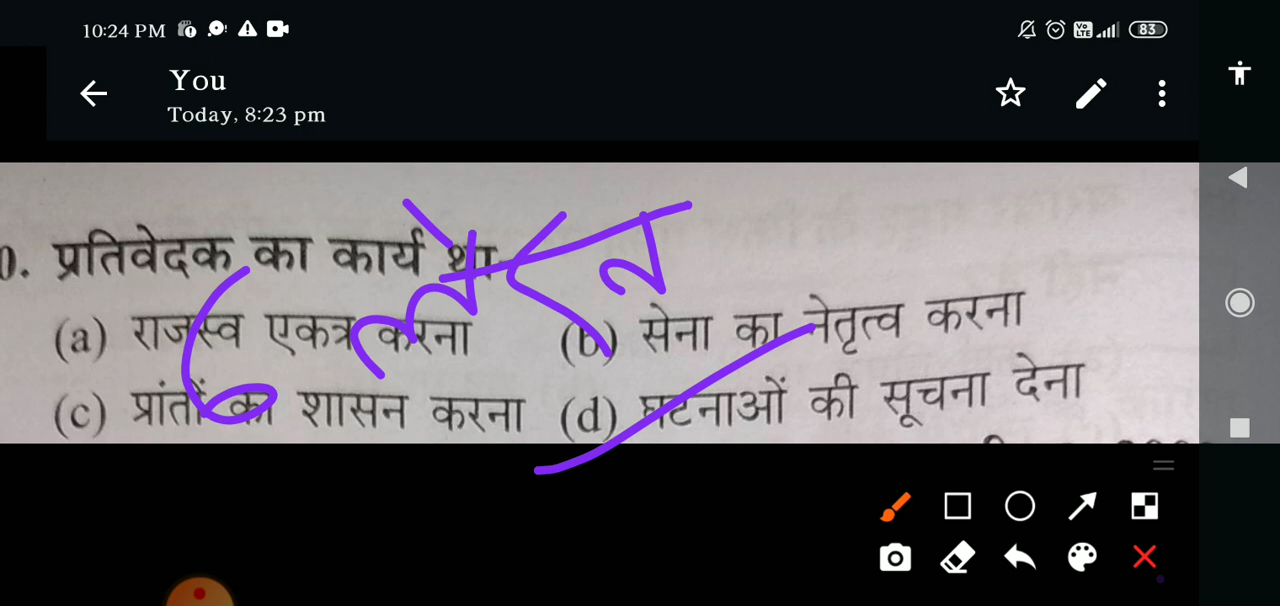 10:24 PM
83
You
Today, 8:23 pm
0. प्रतिवेदक का कार्य था
(a) राजस्व एकत्र करना (b) सेना का नेतृत्व करना
(c) प्रांतों का शासन करना (d) घटनाओं की सूचना देना